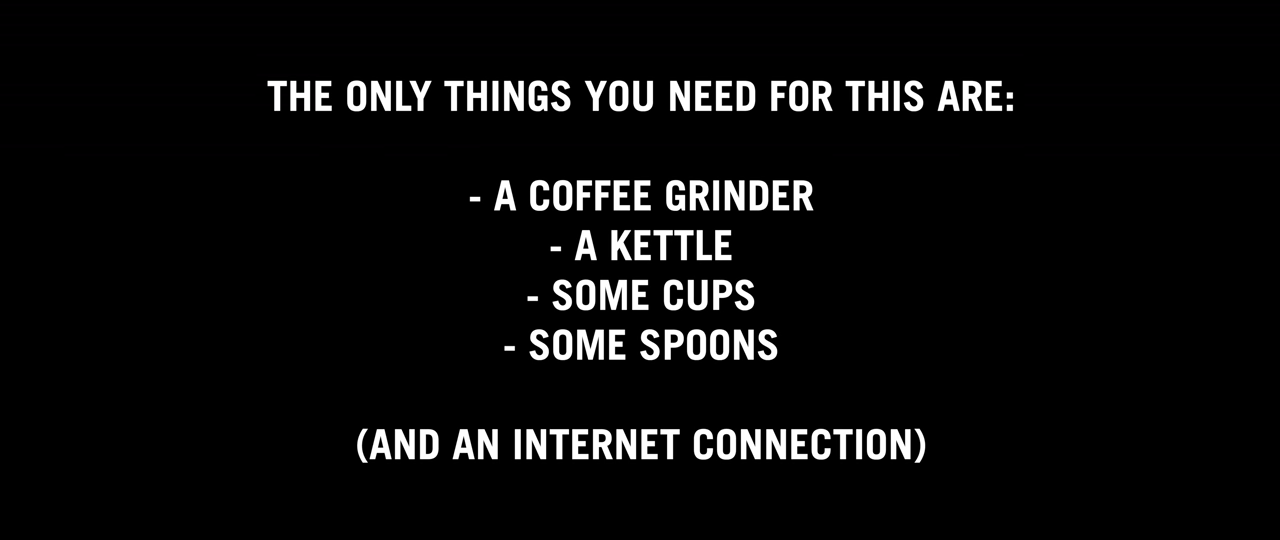 THE ONLY THINGS YOU NEED FOR THIS ARE:
- A COFFEE GRINDER
- A KETTLE
- SOME CUPS
- SOME SPOONS
(AND AN INTERNET CONNECTION)